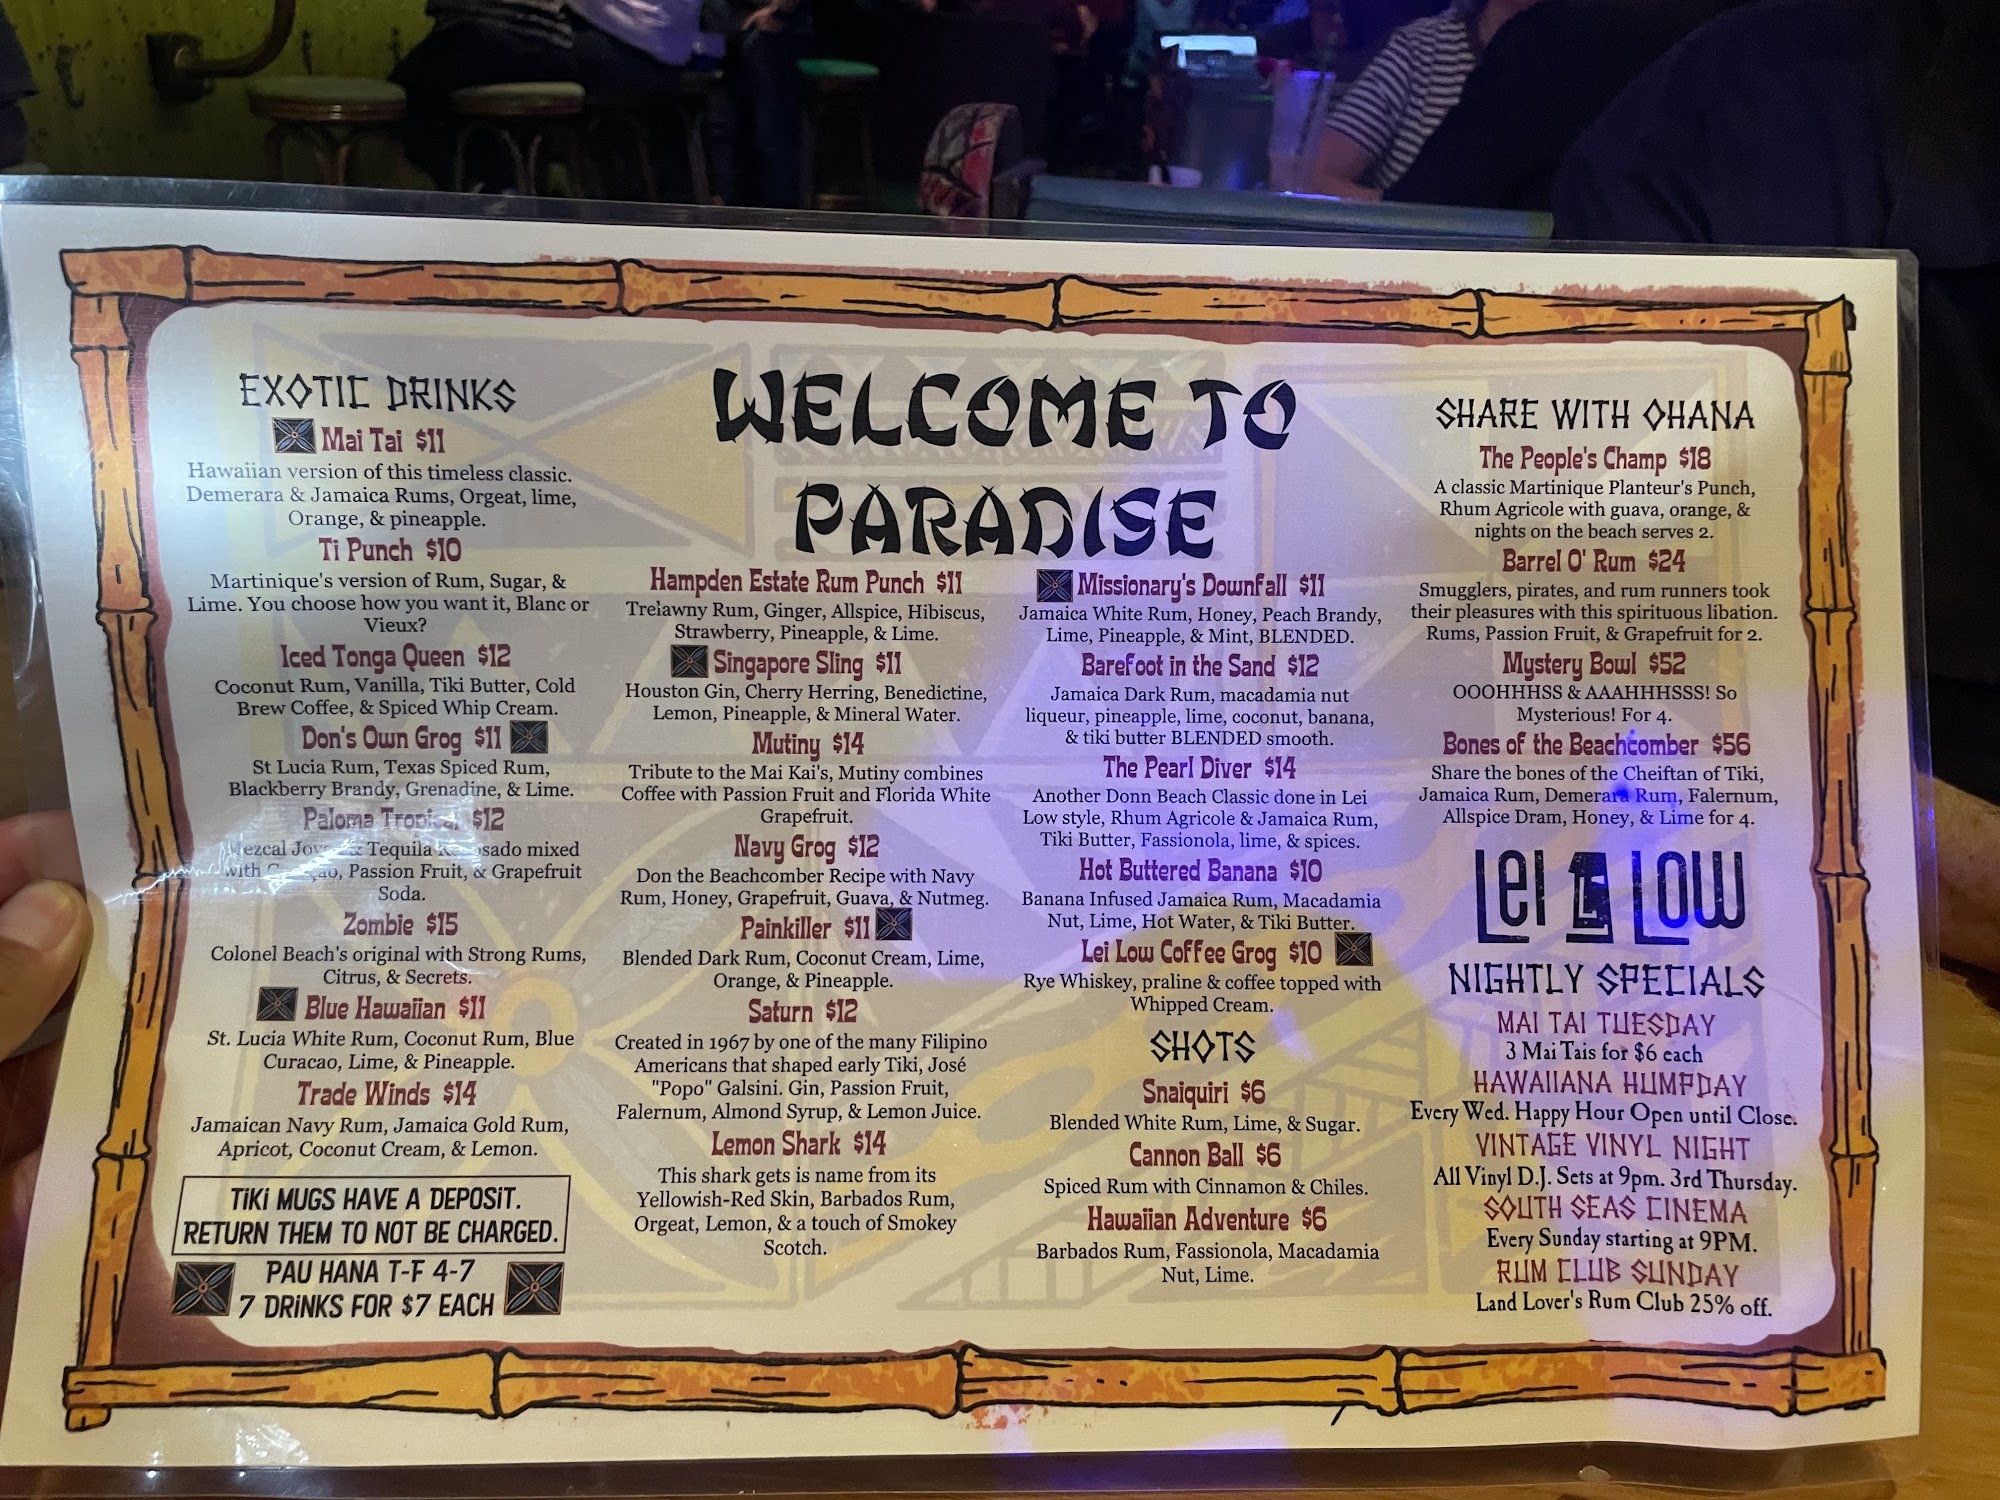 WELCOME TO
PARADISE
EXOTIC DRINKS
Mai Tai $11
Hawaiian version of this timeless classic.
Demerara & Jamaica Rums, Orgeat, lime,
Orange, & pineapple.
Ti Punch $10
Martinique's version of Rum, Sugar, &
Lime. You choose how you want it, Blanc or
Vieux?
Iced Tonga Queen $12
Coconut Rum, Vanilla, Tiki Butter, Cold
Brew Coffee, & Spiced Whip Cream.
Don's Own Grog $11
St Lucia Rum, Texas Spiced Rum,
Blackberry Brandy, Grenadine, & Lime.
Paloma Tropical $12
Mezcal & Tequila mixed
with Passion Fruit, & Grapefruit
Soda.
Zombie $15
Colonel Beach's original with Strong Rums,
Citrus, & Secrets.
Blue Hawaiian $11
St. Lucia White Rum, Coconut Rum, Blue
Curacao, Lime, & Pineapple.
Trade Winds $14
Jamaican Navy Rum, Jamaica Gold Rum,
Apricot, Coconut Cream, & Lemon.
TiKi MUGS HAVE A DEPOSiT.
RETURN THEM TO NOT BE CHARGED.
PAU HANA T-F 4-7
7 DRiNKS FOR $7 EACH
Hampden Estate Rum Punch $11
Trelawny Rum, Ginger, Allspice, Hibiscus,
Strawberry, Pineapple, & Lime.
Singapore Sling $11
Houston Gin, Cherry Herring, Benedictine,
Lemon, Pineapple, & Mineral Water.
Mutiny $14
Tribute to the Mai Kai's, Mutiny combines
Coffee with Passion Fruit and Florida White
Grapefruit.
Navy Grog $12
Don the Beachcomber Recipe with Navy
Rum, Honey, Grapefruit, Guava, & Nutmeg.
Painkiller $11
Blended Dark Rum, Coconut Cream, Lime,
Orange, & Pineapple.
Saturn $12
Created in 1967 by one of the many Filipino
Americans that shaped early Tiki, José
"Popo" Galsini. Gin, Passion Fruit,
Falernum, Almond Syrup, & Lemon Juice.
Lemon Shark $14
This shark gets is name from its
Yellowish-Red Skin, Barbados Rum,
Orgeat, Lemon, & a touch of Smokey
Scotch.
Missionary's Downfall $11
Jamaica White Rum, Honey, Peach Brandy,
Lime, Pineapple, & Mint, BLENDED.
Barefoot in the Sand $12
Jamaica Dark Rum, macadamia nut
liqueur, pineapple, lime, coconut, banana,
& tiki butter BLENDED smooth.
The Pearl Diver $14
Another Donn Beach Classic done in Lei
Low style, Rhum Agricole & Jamaica Rum,
Tiki Butter, Fassionola, lime, & spices.
Hot Buttered Banana $10
Banana Infused Jamaica Rum, Macadamia
Nut, Lime, Hot Water, & Tiki Butter.
Lei Low Coffee Grog $10
Rye Whiskey, praline & coffee topped with
Whipped Cream.
SHOTS
Snaiquiri $6
Blended White Rum, Lime, & Sugar.
Cannon Ball $6
Spiced Rum with Cinnamon & Chiles.
Hawaiian Adventure $6
Barbados Rum, Fassionola, Macadamia
Nut, Lime.
SHARE WITH OHANA
The People's Champ $18
A classic Martinique Planteur's Punch,
Rhum Agricole with guava, orange, &
nights on the beach serves 2.
Barrel O' Rum $24
Smugglers, pirates, and rum runners took
their pleasures with this spirituous libation.
Rums, Passion Fruit, & Grapefruit for 2.
Mystery Bowl $52
OOOHHHSS & AAAHHHSSS! So
Mysterious! For 4.
Bones of the Beachcomber $56
Share the bones of the Cheiftan of Tiki,
Jamaica Rum, Demerara Rum, Falernum,
Allspice Dram, Honey, & Lime for 4.
Lei Low
NIGHTLY SPECIALS
MAI TAI TUESDAY
3 Mai Tais for $6 each
HAWAIIANA HUMPDAY
Every Wed. Happy Hour Open until Close.
VINTAGE VINYL NIGHT
All Vinyl D.J. Sets at 9pm. 3rd Thursday.
SOUTH SEAS CINEMA
Every Sunday starting at 9PM.
RUM CLUB SUNDAY
Land Lover's Rum Club 25% off.